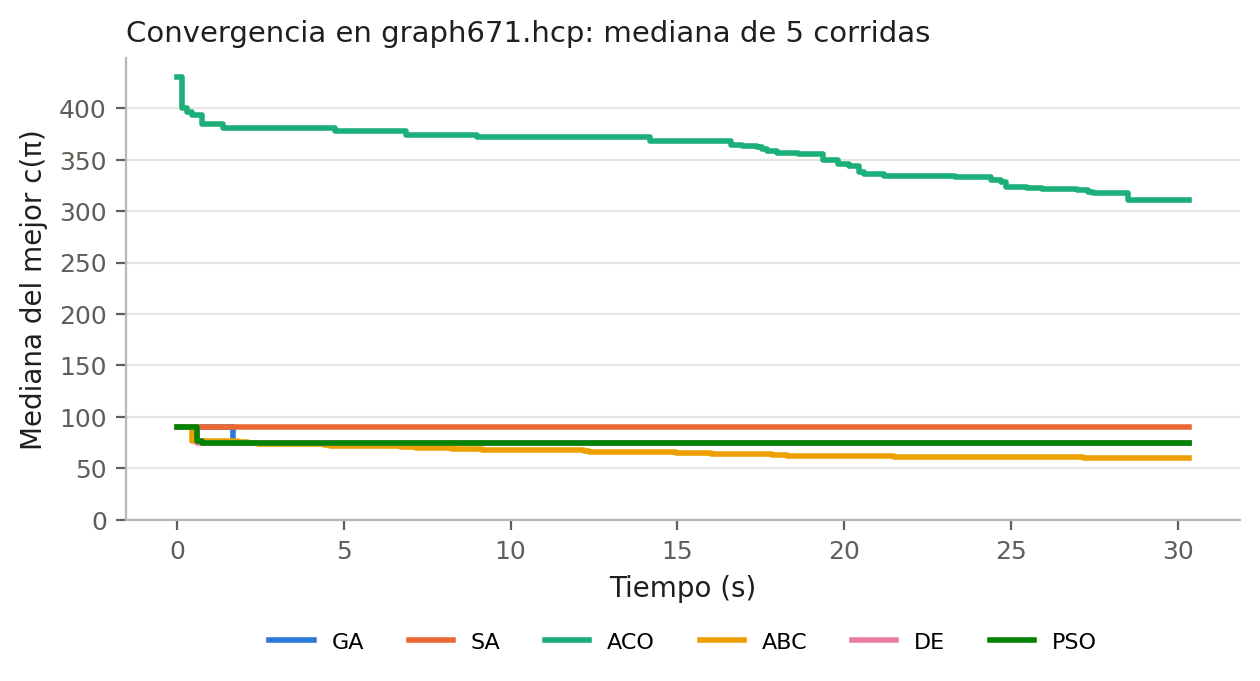 Convergencia en graph671.hcp: mediana de 5 corridas
Mediana del mejor c(π)
400
350
300
250
200
150
100
50
0
0 5 10 15 20 25 30
Tiempo (s)
GA SA ACO ABC DE PSO